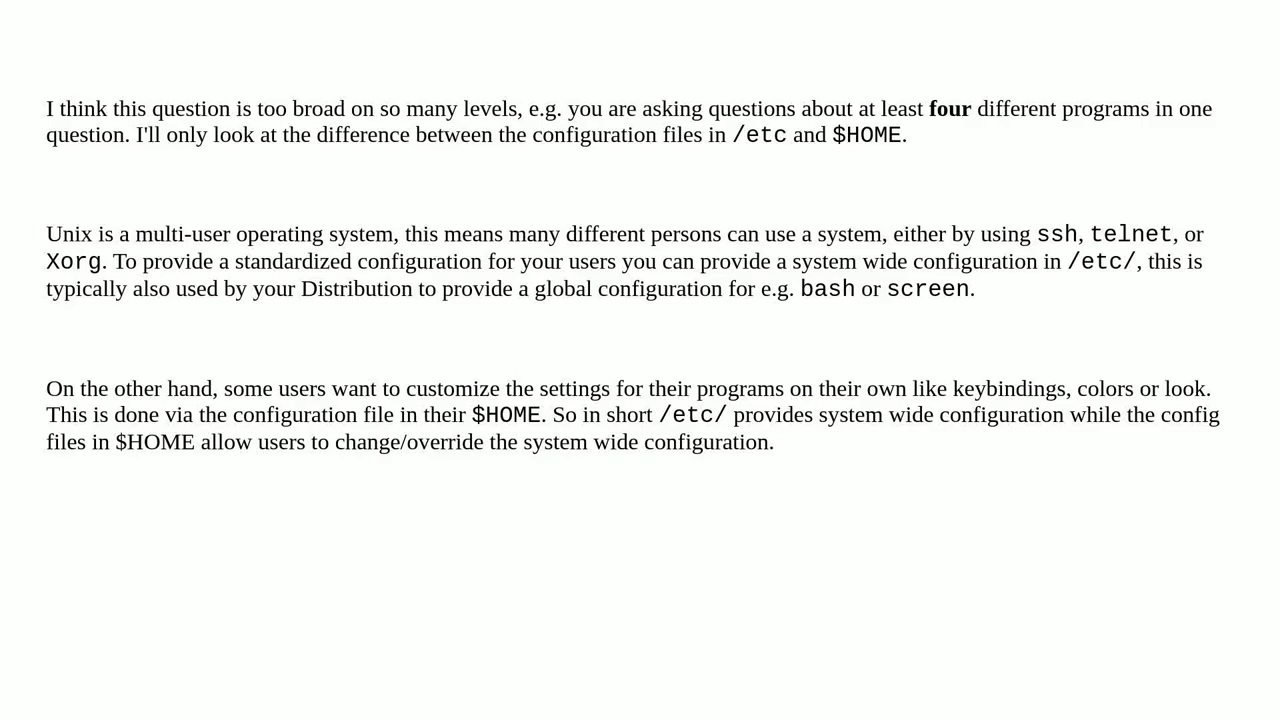 I think this question is too broad on so many levels, e.g. you are asking questions about at least four different programs in one
question. I'll only look at the difference between the configuration files in /etc and $HOME.
Unix is a multi-user operating system, this means many different persons can use a system, either by using ssh, telnet, or
Xorg. To provide a standardized configuration for your users you can provide a system wide configuration in /etc/, this is
typically also used by your Distribution to provide a global configuration for e.g. bash or screen.
On the other hand, some users want to customize the settings for their programs on their own like keybindings, colors or look.
This is done via the configuration file in their $HOME. So in short /etc/ provides system wide configuration while the config
files in $HOME allow users to change/override the system wide configuration.